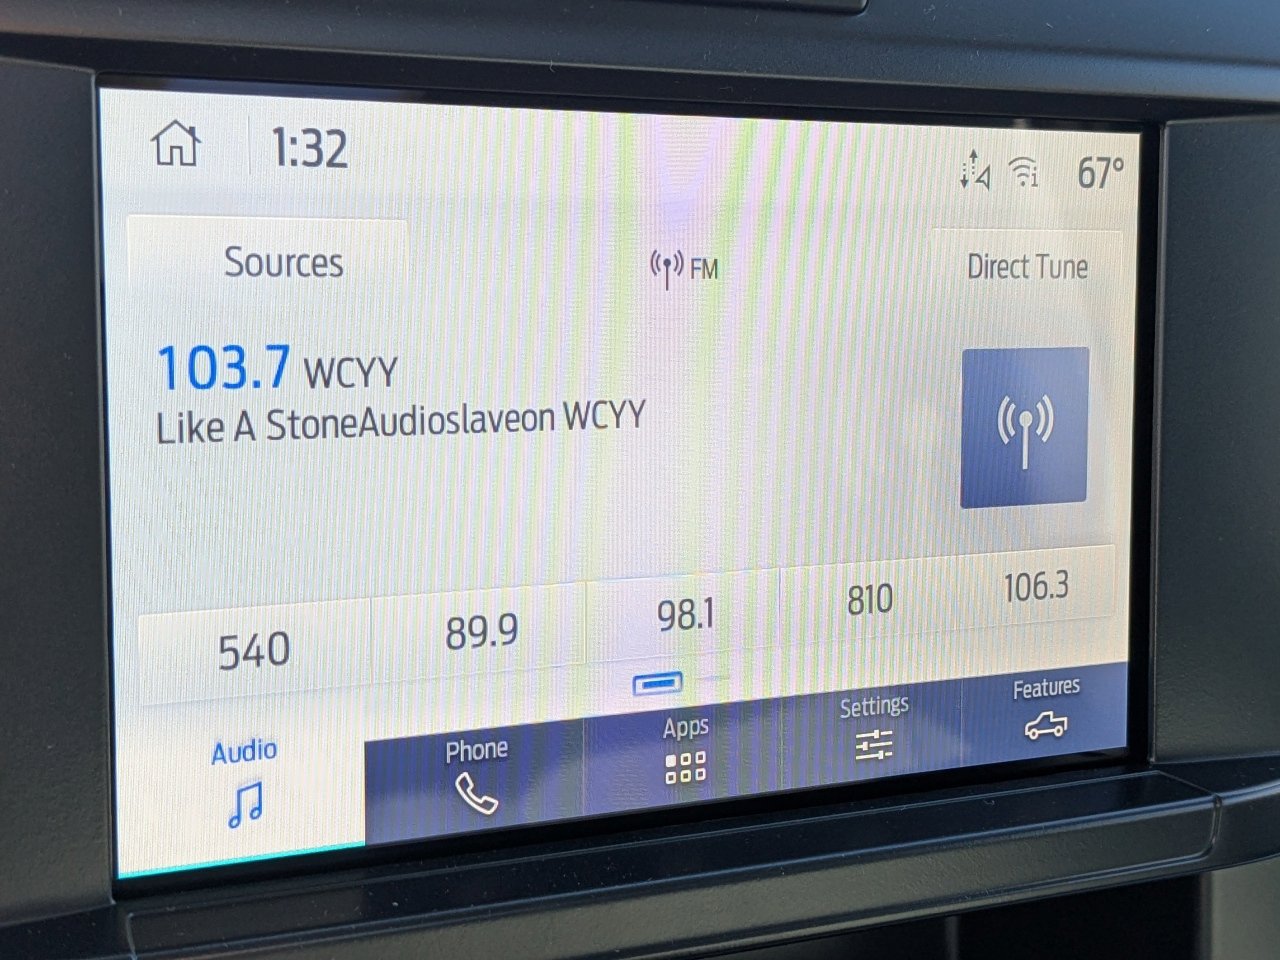 1:32
67°
Sources
FM
Direct Tune
103.7 WCYY
Like A StoneAudioslaveon WCYY
540
89.9
98.1
810
106.3
Audio
Phone
Apps
Settings
Features